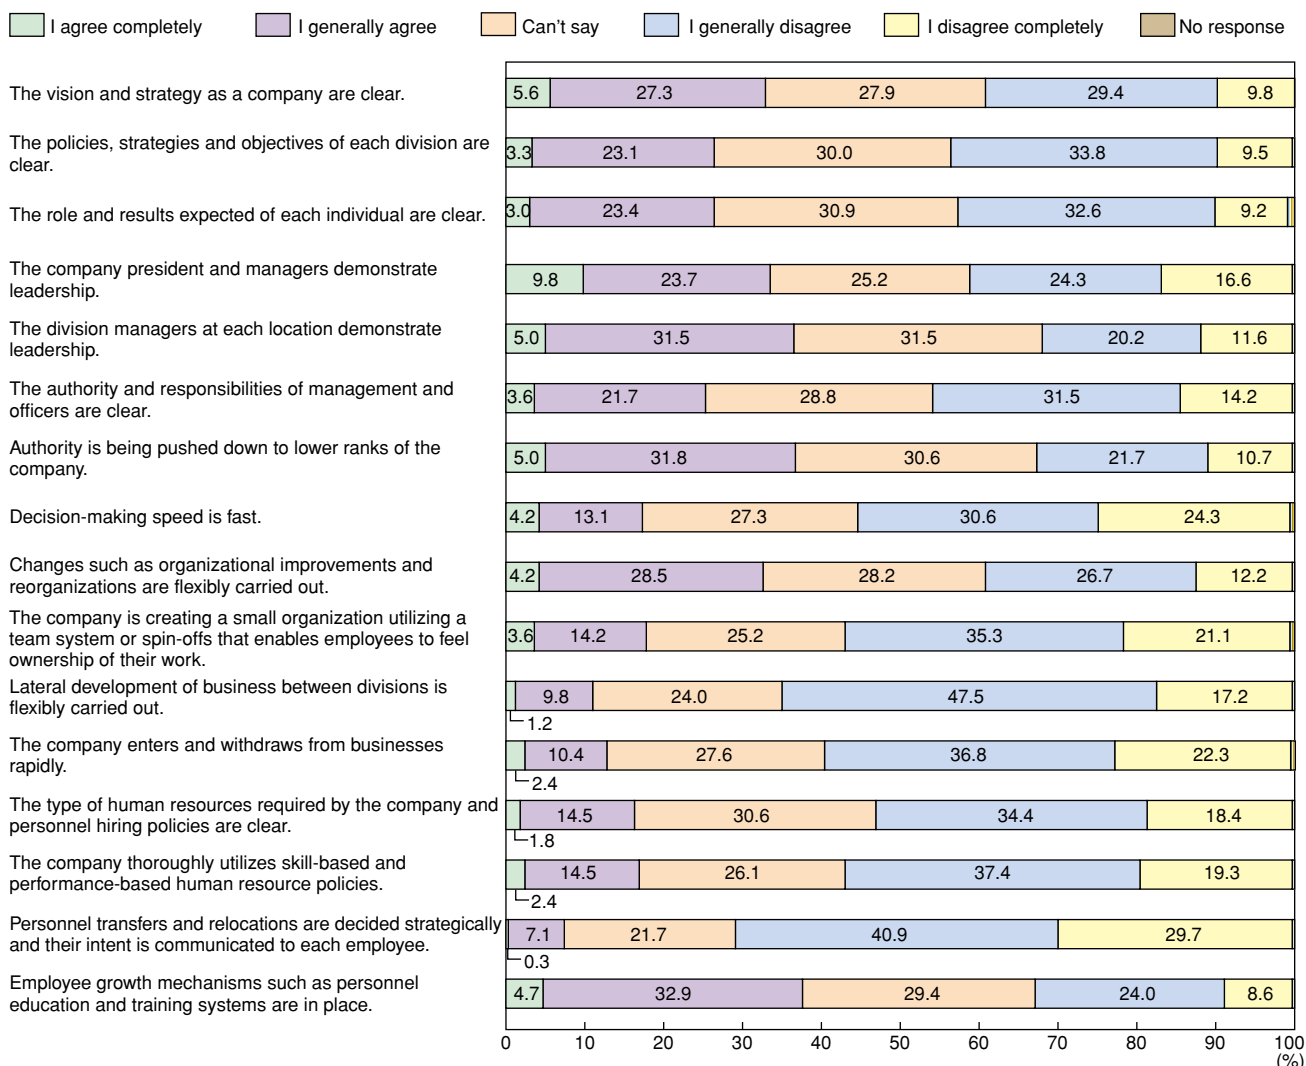 I agree completely I generally agree Can't say I generally disagree I disagree completely No response
The vision and strategy as a company are clear.
5.6 27.3 27.9 29.4 9.8
The policies, strategies and objectives of each division are
clear.
3.3 23.1 30.0 33.8 9.5
The role and results expected of each individual are clear.
3.0 23.4 30.9 32.6 9.2
The company president and managers demonstrate
leadership.
9.8 23.7 25.2 24.3 16.6
The division managers at each location demonstrate
leadership.
5.0 31.5 31.5 20.2 11.6
The authority and responsibilities of management and
officers are clear.
3.6 21.7 28.8 31.5 14.2
Authority is being pushed down to lower ranks of the
company.
5.0 31.8 30.6 21.7 10.7
Decision-making speed is fast.
4.2 13.1 27.3 30.6 24.3
Changes such as organizational improvements and
reorganizations are flexibly carried out.
4.2 28.5 28.2 26.7 12.2
The company is creating a small organization utilizing a
team system or spin-offs that enables employees to feel
ownership of their work.
3.6 14.2 25.2 35.3 21.1
Lateral development of business between divisions is
flexibly carried out.
9.8 24.0 47.5 17.2
1.2
The company enters and withdraws from businesses
rapidly.
10.4 27.6 36.8 22.3
2.4
The type of human resources required by the company and
personnel hiring policies are clear.
14.5 30.6 34.4 18.4
1.8
The company thoroughly utilizes skill-based and
performance-based human resource policies.
14.5 26.1 37.4 19.3
2.4
Personnel transfers and relocations are decided strategically
and their intent is communicated to each employee.
7.1 21.7 40.9 29.7
0.3
Employee growth mechanisms such as personnel
education and training systems are in place.
4.7 32.9 29.4 24.0 8.6
0 10 20 30 40 50 60 70 80 90 100
(%)